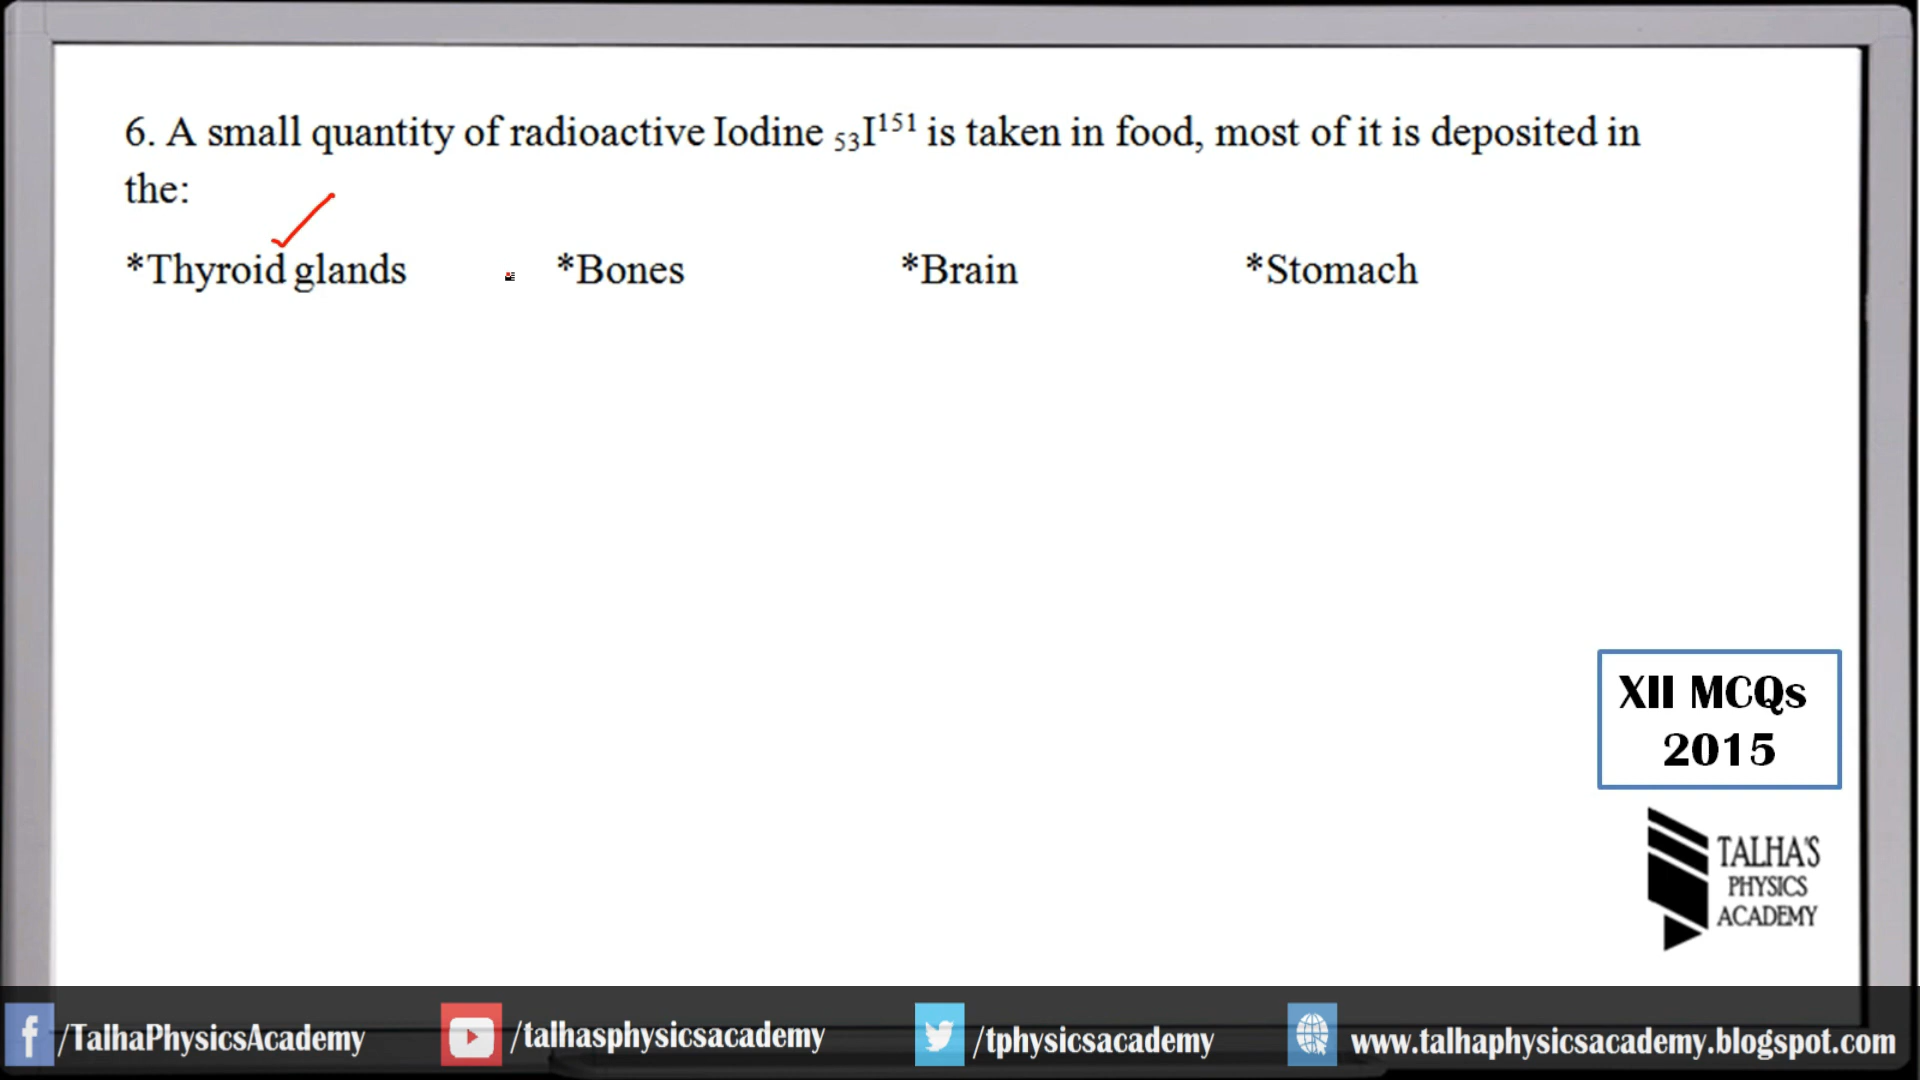 6. A small quantity of radioactive Iodine ₅₃I¹⁵¹ is taken in food, most of it is deposited in
the:
*Thyroid glands *Bones *Brain *Stomach
XII MCQs
2015
TALHA'S
PHYSICS
ACADEMY
/TalhaPhysicsAcademy /talhasphysicsacademy /tphysicsacademy www.talhaphysicsacademy.blogspot.com